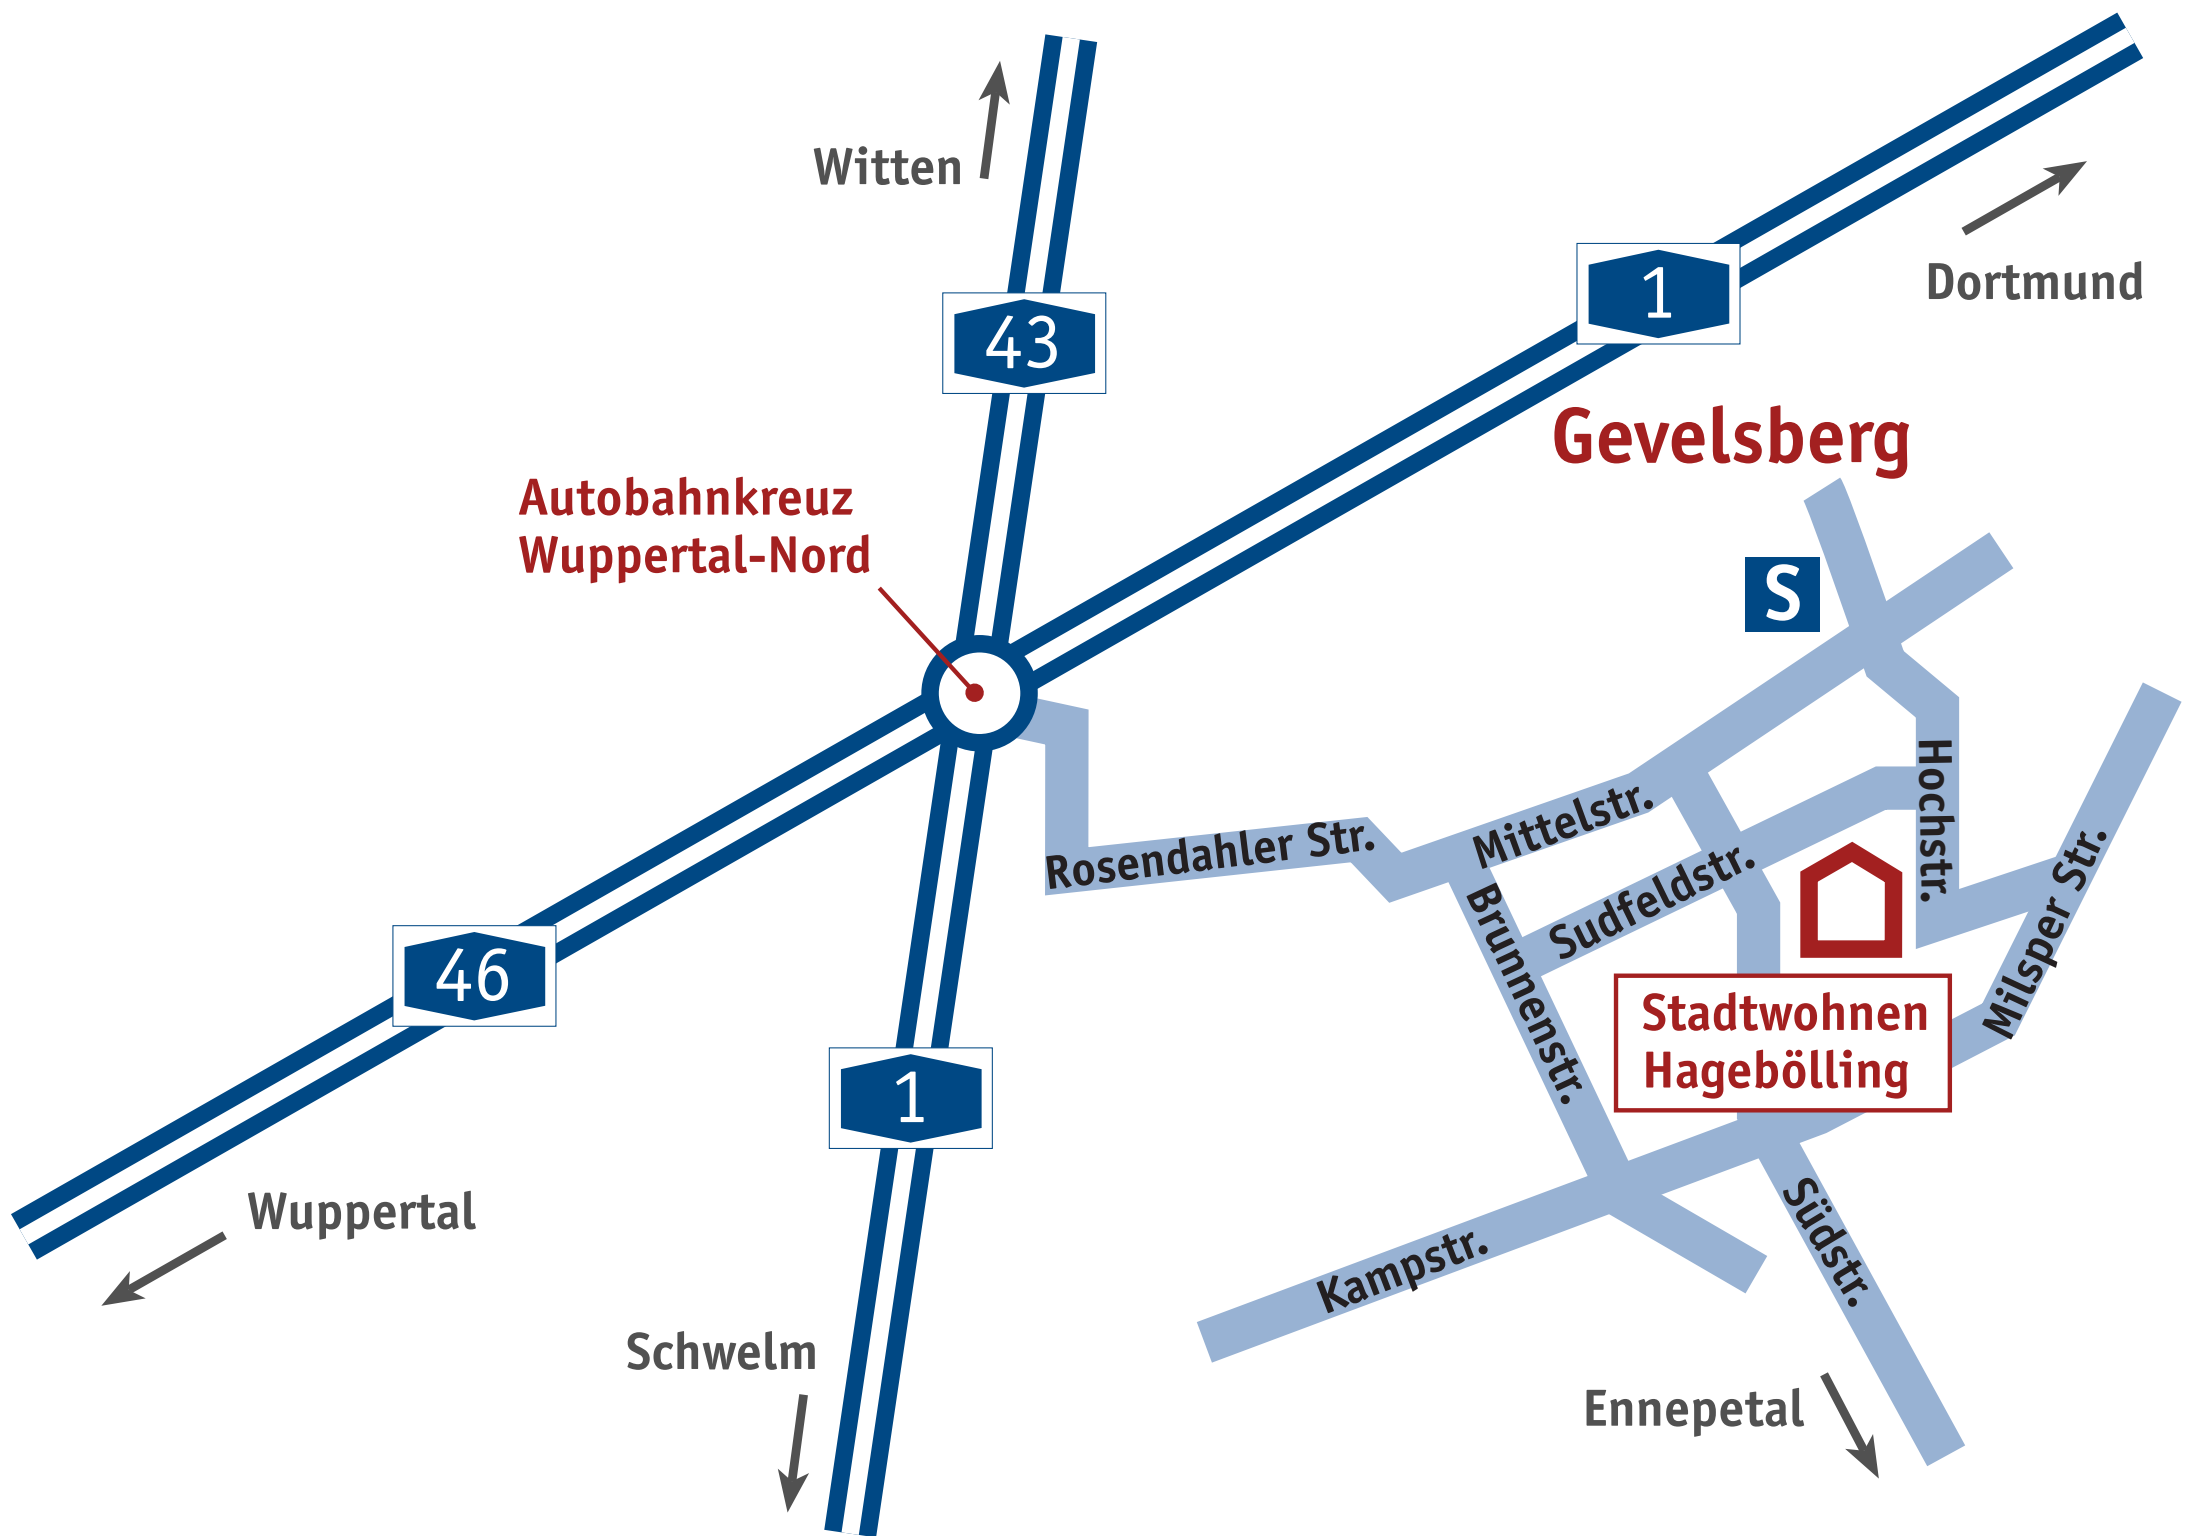 Witten
1
Dortmund
43
Gevelsberg
Autobahnkreuz
Wuppertal-Nord
S
Hochstr.
Mittelstr.
Rosendahler Str.
Sudfeldstr.
Milsper Str.
Brunnenstr.
46
Stadtwohnen
Hagebölling
1
Wuppertal
Südstr.
Kampstr.
Schwelm
Ennepetal